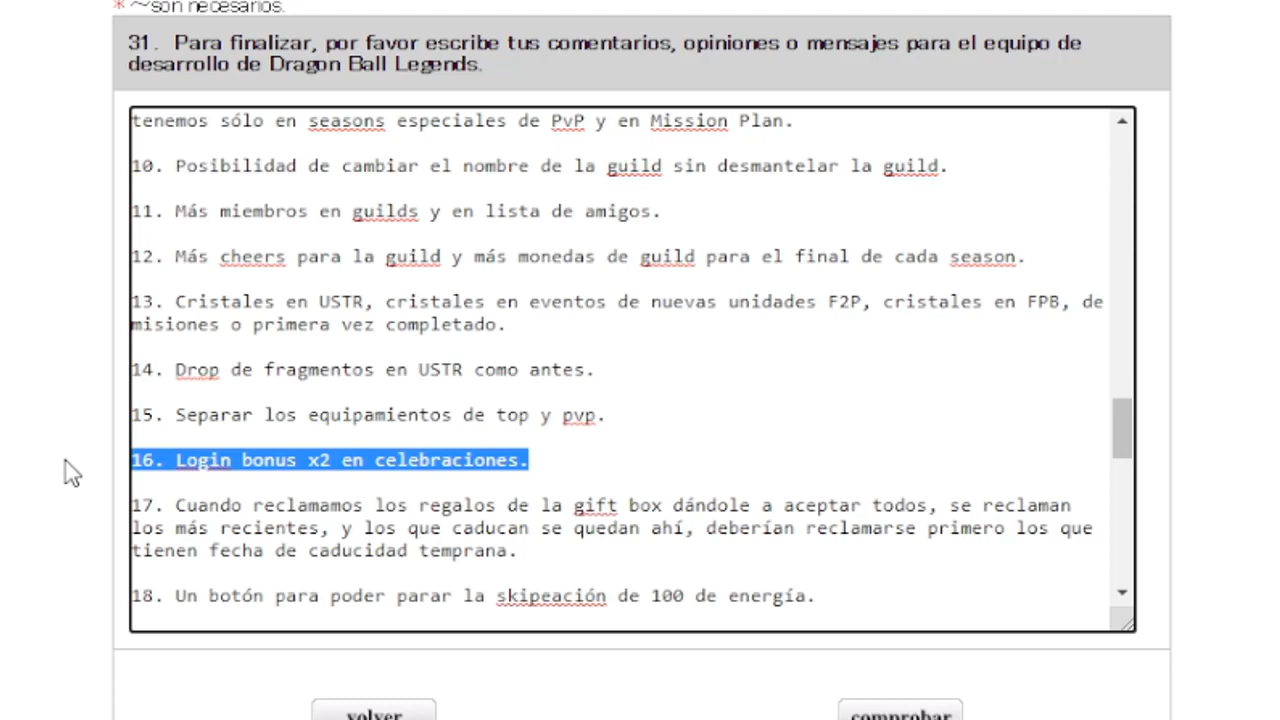 * ~son necesarios.
31. Para finalizar, por favor escribe tus comentarios, opiniones o mensajes para el equipo de
desarrollo de Dragon Ball Legends.
tenemos sólo en seasons especiales de PvP y en Mission Plan.
10. Posibilidad de cambiar el nombre de la guild sin desmantelar la guild.
11. Más miembros en guilds y en lista de amigos.
12. Más cheers para la guild y más monedas de guild para el final de cada season.
13. Cristales en USTR, cristales en eventos de nuevas unidades F2P, cristales en FPB, de
misiones o primera vez completado.
14. Drop de fragmentos en USTR como antes.
15. Separar los equipamientos de top y pvp.
16. Login bonus x2 en celebraciones.
17. Cuando reclamamos los regalos de la gift box dándole a aceptar todos, se reclaman
los más recientes, y los que caducan se quedan ahí, deberían reclamarse primero los que
tienen fecha de caducidad temprana.
18. Un botón para poder parar la skipeación de 100 de energía.
volver
comprobar